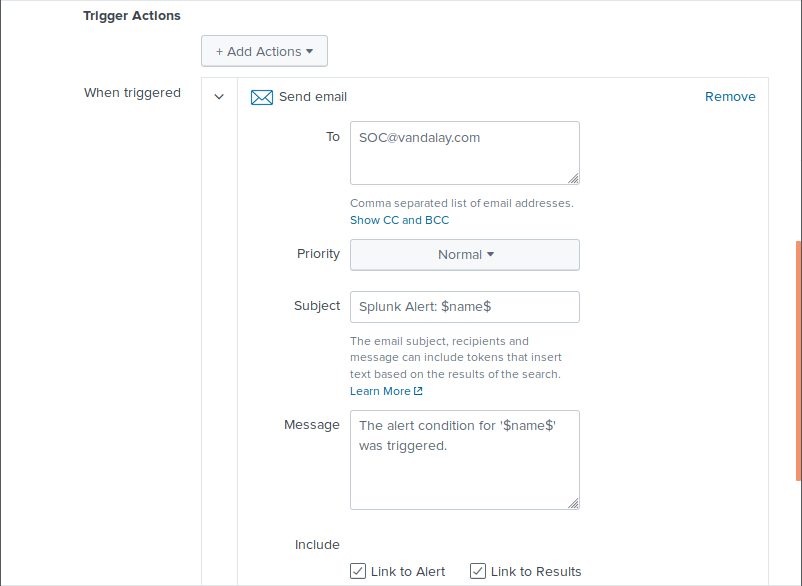 Trigger Actions
+ Add Actions
When triggered
Send email
Remove
To
SOC@vandalay.com
Comma separated list of email addresses.
Show CC and BCC
Priority
Normal
Subject
Splunk Alert: $name$
The email subject, recipients and
message can include tokens that insert
text based on the results of the search.
Learn More
Message
The alert condition for '$name$'
was triggered.
Include
Link to Alert
Link to Results